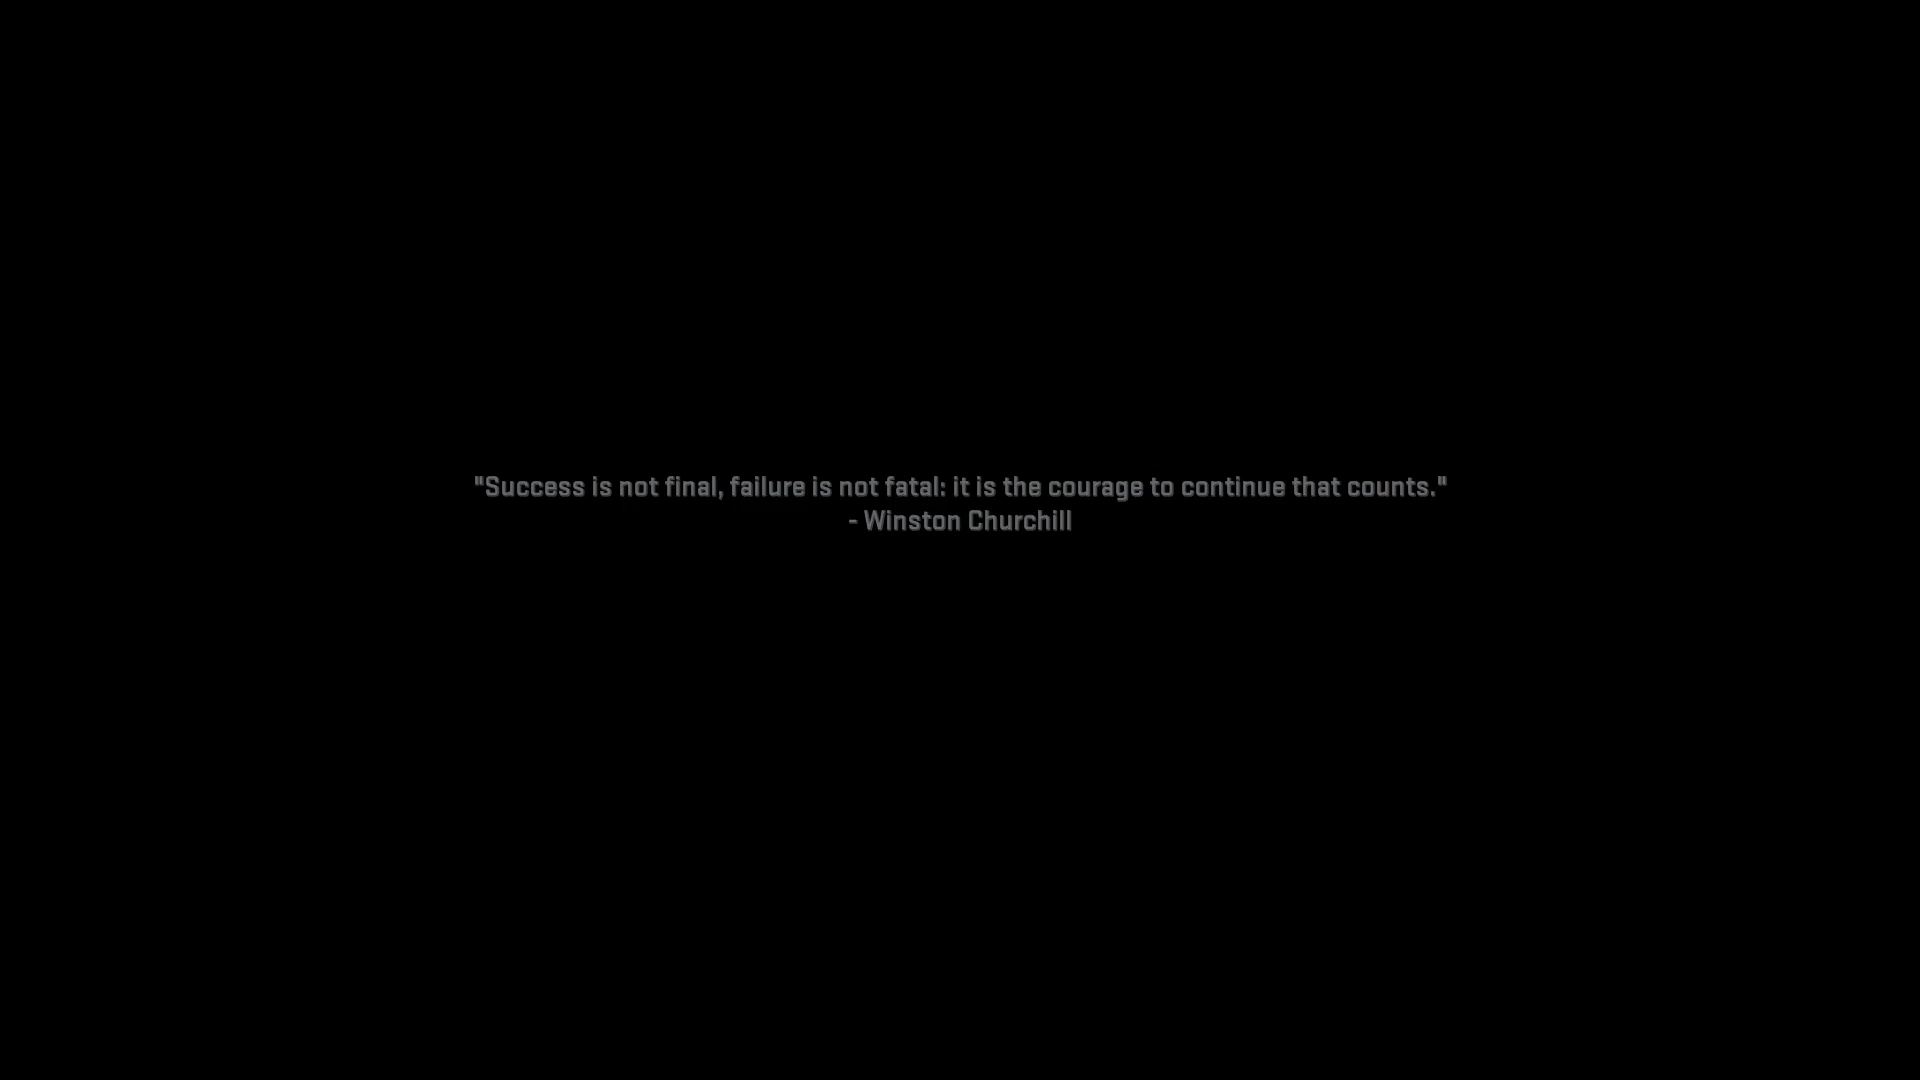 "Success is not final, failure is not fatal: it is the courage to continue that counts."
- Winston Churchill